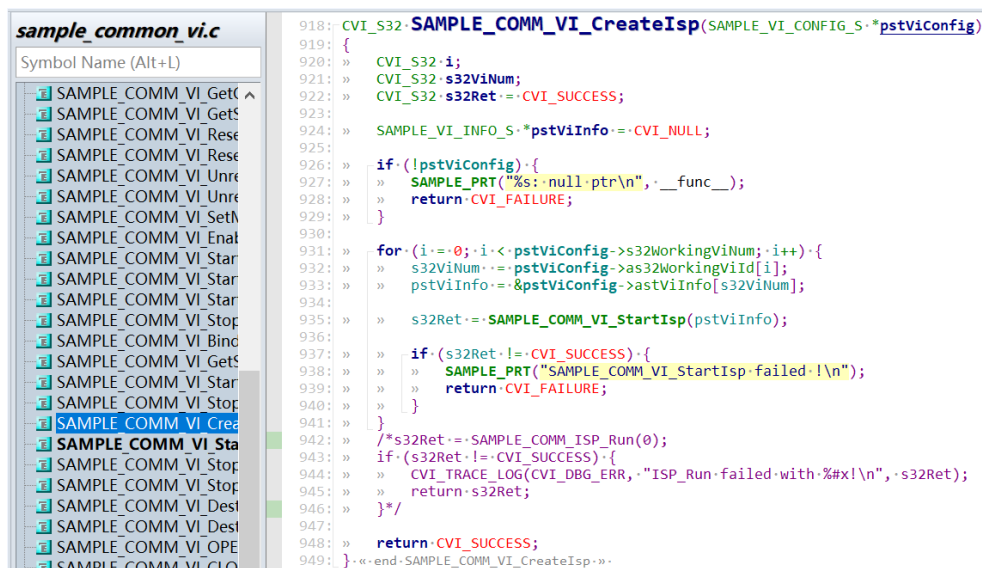 sample_common_vi.c
Symbol Name (Alt+L)
SAMPLE_COMM_VI_Get
SAMPLE_COMM_VI_GetS
SAMPLE_COMM_VI_Rese
SAMPLE_COMM_VI_Rese
SAMPLE_COMM_VI_Unre
SAMPLE_COMM_VI_Unre
SAMPLE_COMM_VI_SetM
SAMPLE_COMM_VI_Enab
SAMPLE_COMM_VI_Star
SAMPLE_COMM_VI_Star
SAMPLE_COMM_VI_Star
SAMPLE_COMM_VI_Stop
SAMPLE_COMM_VI_Bind
SAMPLE_COMM_VI_GetS
SAMPLE_COMM_VI_Star
SAMPLE_COMM_VI_Stop
SAMPLE_COMM_VI_Crea
SAMPLE_COMM_VI_Sta
SAMPLE_COMM_VI_Stop
SAMPLE_COMM_VI_Stop
SAMPLE_COMM_VI_Dest
SAMPLE_COMM_VI_Dest
SAMPLE_COMM_VI_OPE
SAMPLE_COMM_VI_CLO
918: CVI_S32 SAMPLE_COMM_VI_CreateIsp(SAMPLE_VI_CONFIG_S *pstViConfig)
919: {
920: » CVI_S32 i;
921: » CVI_S32 s32ViNum;
922: » CVI_S32 s32Ret = CVI_SUCCESS;
923:
924: » SAMPLE_VI_INFO_S *pstViInfo = CVI_NULL;
925:
926: » if (!pstViConfig) {
927: » » SAMPLE_PRT("%s: null ptr\n", __func__);
928: » » return CVI_FAILURE;
929: » }
930:
931: » for (i = 0; i < pstViConfig->s32WorkingViNum; i++) {
932: » » s32ViNum  = pstViConfig->as32WorkingViId[i];
933: » » pstViInfo = &pstViConfig->astViInfo[s32ViNum];
934:
935: » » s32Ret = SAMPLE_COMM_VI_StartIsp(pstViInfo);
936:
937: » » if (s32Ret != CVI_SUCCESS) {
938: » » » SAMPLE_PRT("SAMPLE_COMM_VI_StartIsp failed !\n");
939: » » » return CVI_FAILURE;
940: » » }
941: » }
942: » /*s32Ret = SAMPLE_COMM_ISP_Run(0);
943: » if (s32Ret != CVI_SUCCESS) {
944: » » CVI_TRACE_LOG(CVI_DBG_ERR, "ISP_Run failed with %#x!\n", s32Ret);
945: » » return s32Ret;
946: » }*/
947:
948: » return CVI_SUCCESS;
949: } « end SAMPLE_COMM_VI_CreateIsp »